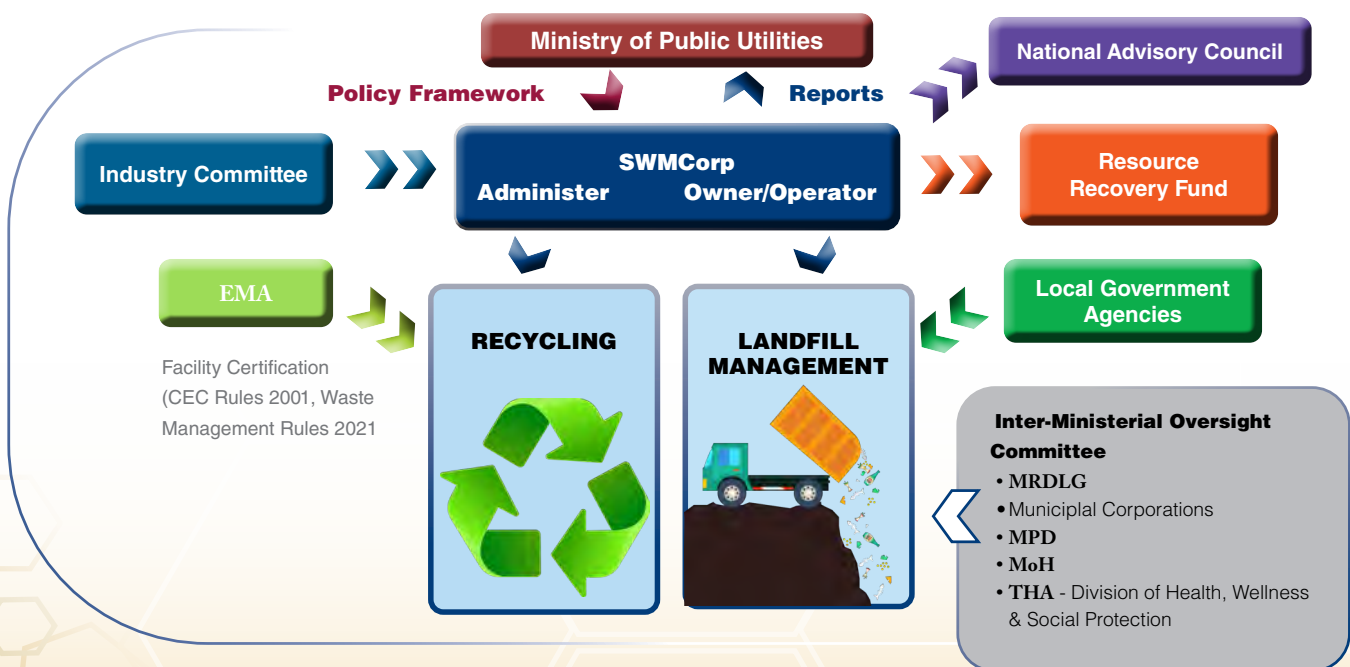 Ministry of Public Utilities
National Advisory Council
Policy Framework
Reports
Industry Committee
SWMCorp
Administer Owner/Operator
Resource
Recovery Fund
EMA
Facility Certification
(CEC Rules 2001, Waste
Management Rules 2021
RECYCLING
LANDFILL
MANAGEMENT
Local Government
Agencies
Inter-Ministerial Oversight
Committee
• MRDLG
• Municiplal Corporations
• MPD
• MoH
• THA - Division of Health, Wellness
& Social Protection